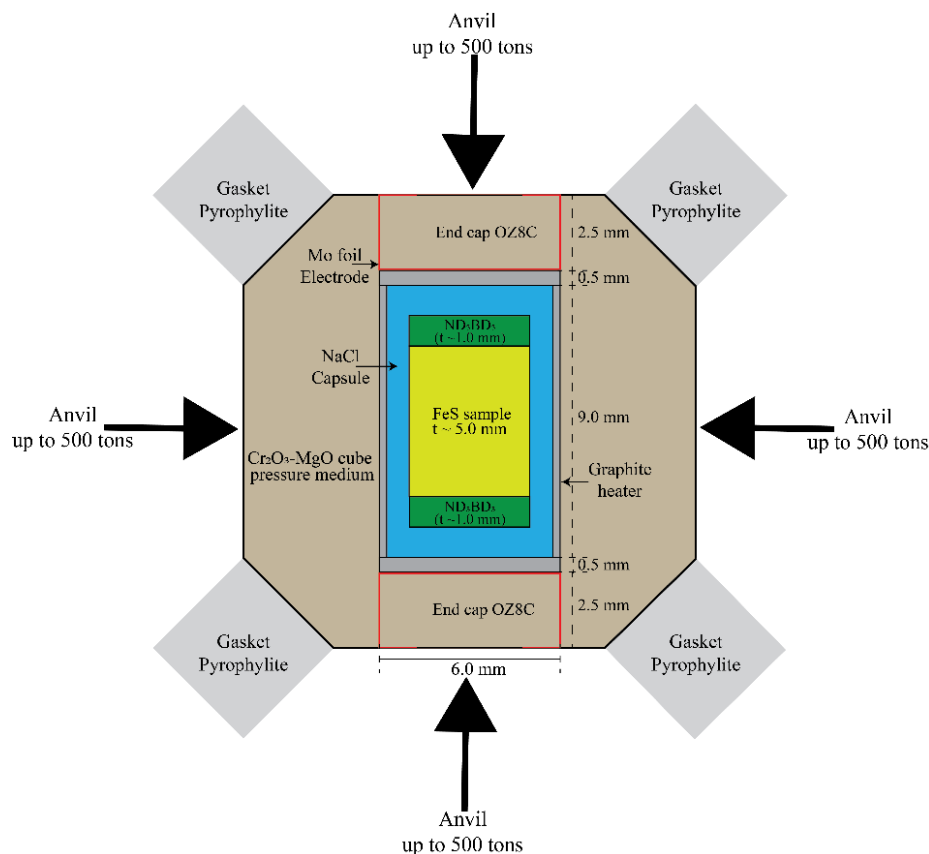 Anvil
up to 500 tons
Gasket
Pyrophylite
Gasket
Pyrophylite
End cap OZ8C
2.5 mm
Mo foil
Electrode
0.5 mm
ND₃BD₃
(t ~1.0 mm)
NaCl
Capsule
Anvil
up to 500 tons
FeS sample
t ~ 5.0 mm
9.0 mm
Anvil
up to 500 tons
Cr₂O₃-MgO cube
pressure medium
Graphite
heater
ND₃BD₃
(t ~1.0 mm)
0.5 mm
End cap OZ8C
2.5 mm
Gasket
Pyrophylite
Gasket
Pyrophylite
6.0 mm
Anvil
up to 500 tons